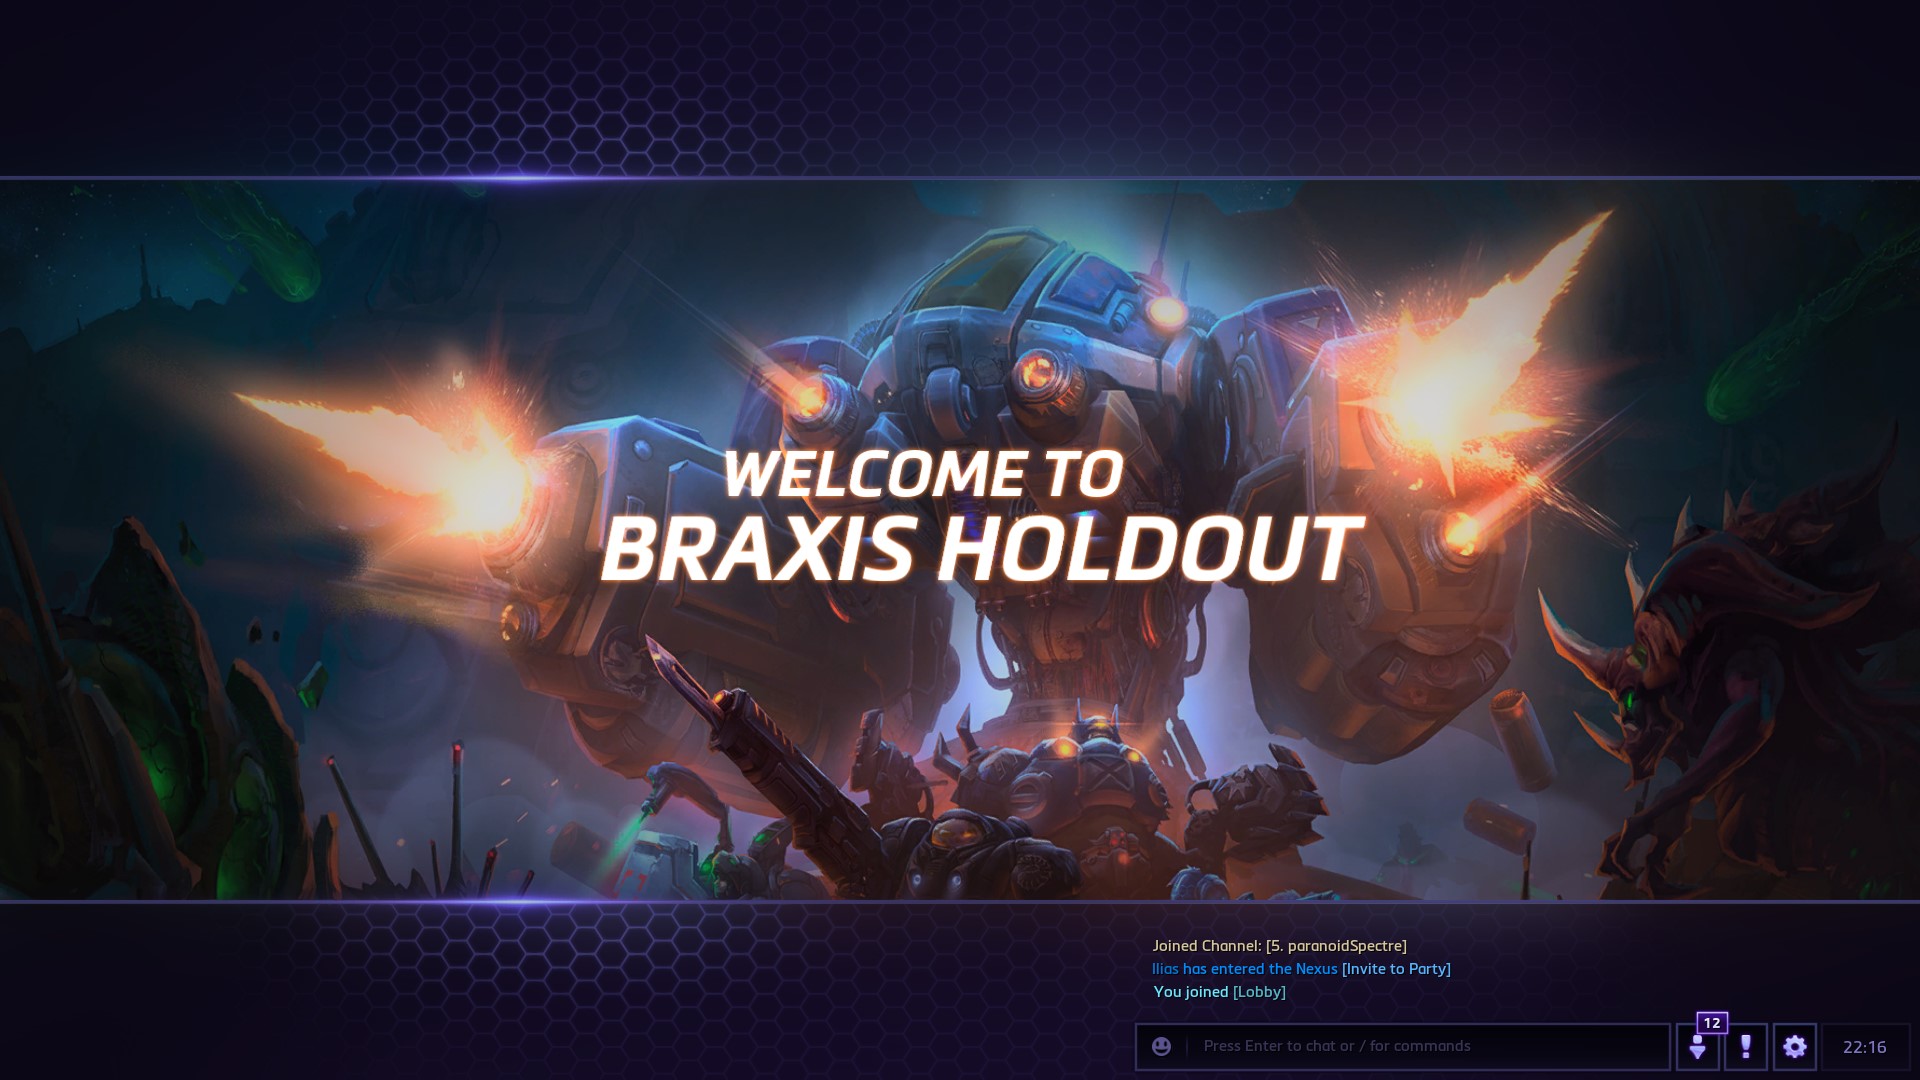 WELCOME TO
BRAXIS HOLDOUT
Joined Channel: [5. paranoidSpectre]
Ilias has entered the Nexus [Invite to Party]
You joined [Lobby]
Press Enter to chat or / for commands
12
22:16